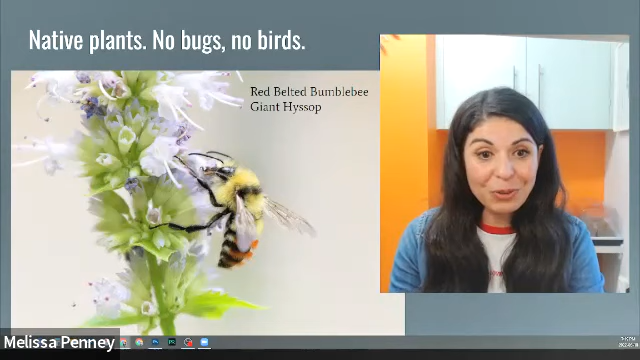 Native plants. No bugs, no birds.
Red Belted Bumblebee
Giant Hyssop
Melissa Penney